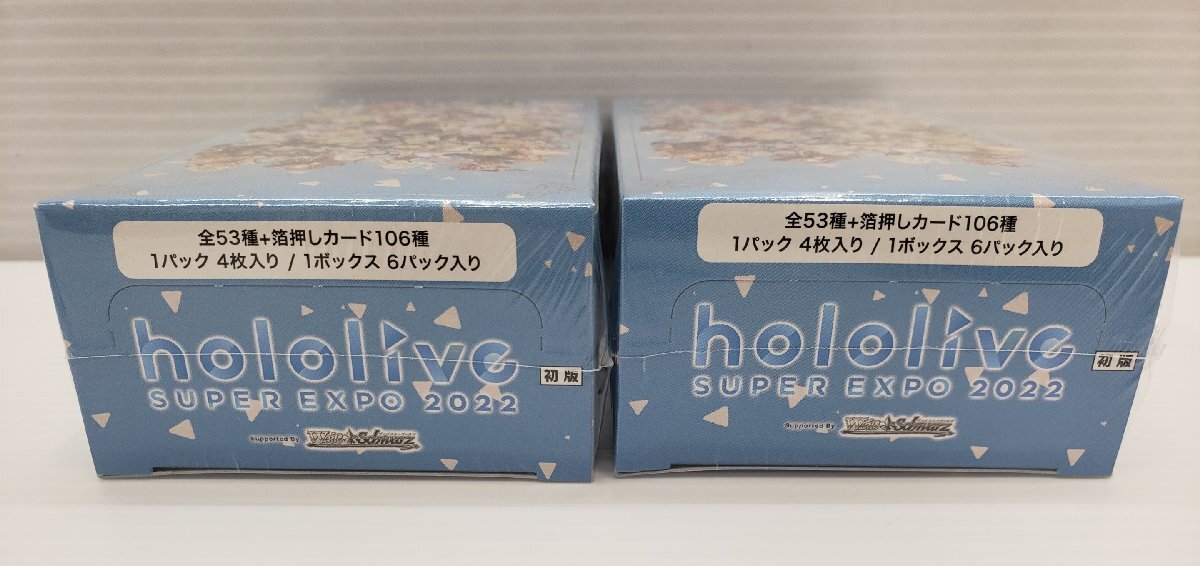 全53種+箔押しカード106種
1パック 4枚入り / 1ボックス 6パック入り
hololive
SUPER EXPO 2022
初版
Supported By Weiß Schwarz
全53種+箔押しカード106種
1パック 4枚入り / 1ボックス 6パック入り
hololive
SUPER EXPO 2022
初版
Supported By Weiß Schwarz